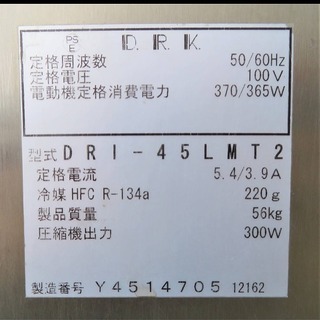 PS
E
D.R.K.
定格周波数 50/60Hz
定格電圧 100V
電動機定格消費電力 370/365W
型式 DRI-45LMT2
定格電流 5.4/3.9A
冷媒 HFC R-134a 220g
製品質量 56kg
圧縮機出力 300W
製造番号 Y4514705 12162